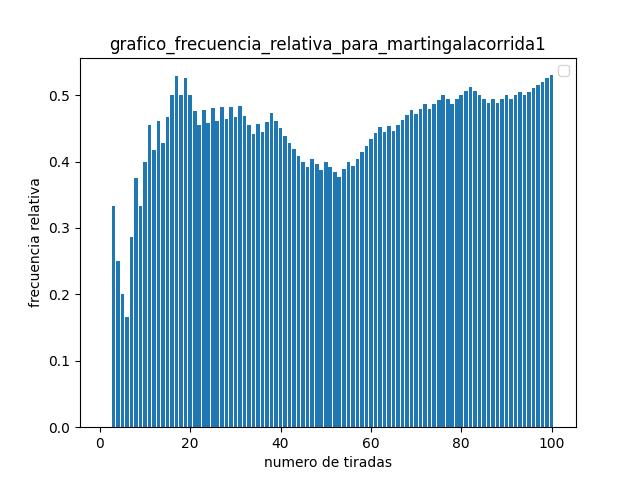 grafico_frecuencia_relativa_para_martingalacorrida1
0.5
0.4
0.3
0.2
0.1
0.0
frecuencia relativa
0 20 40 60 80 100
numero de tiradas